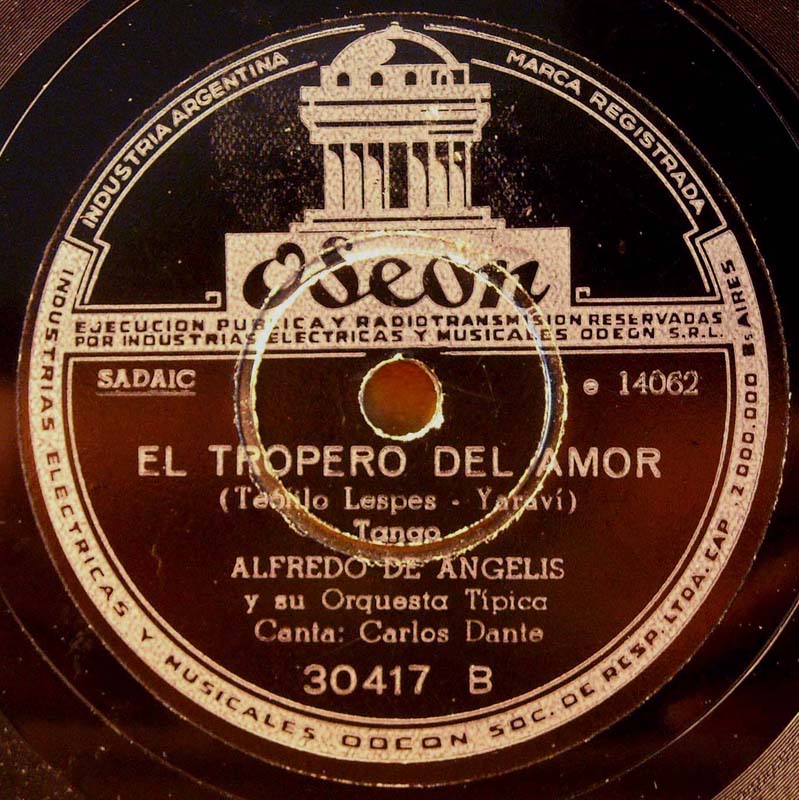 INDUSTRIA ARGENTINA
MARCA REGISTRADA
Odeon
EJECUCION PUBLICA Y RADIOTRANSMISION RESERVADAS
POR INDUSTRIAS ELECTRICAS Y MUSICALES ODEON S.R.L.
SADAIC
e 14062
EL TROPERO DEL AMOR
(Teófilo Lespes - Yaraví)
Tango
ALFREDO DE ANGELIS
y su Orquesta Típica
Canta: Carlos Dante
30417 B
INDUSTRIAS ELECTRICAS Y MUSICALES ODEON SOC. DE RESP. LTDA. CAP. 2.000.000 Bs AIRES